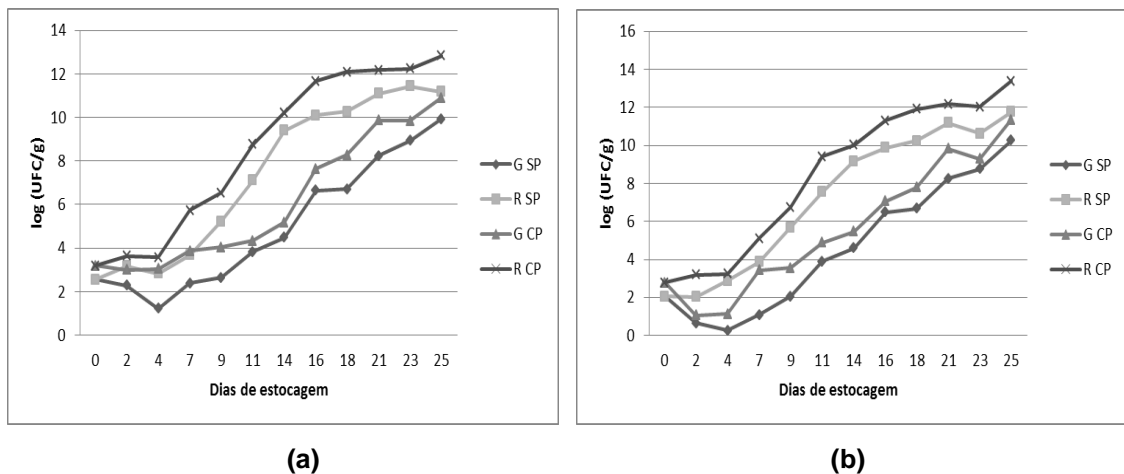 log (UFC/g)
14
12
10
8
6
4
2
0
0 2 4 7 9 11 14 16 18 21 23 25
Dias de estocagem
G SP
R SP
G CP
R CP
(a)
log (UFC/g)
16
14
12
10
8
6
4
2
0
0 2 4 7 9 11 14 16 18 21 23 25
Dias de estocagem
G SP
R SP
G CP
R CP
(b)